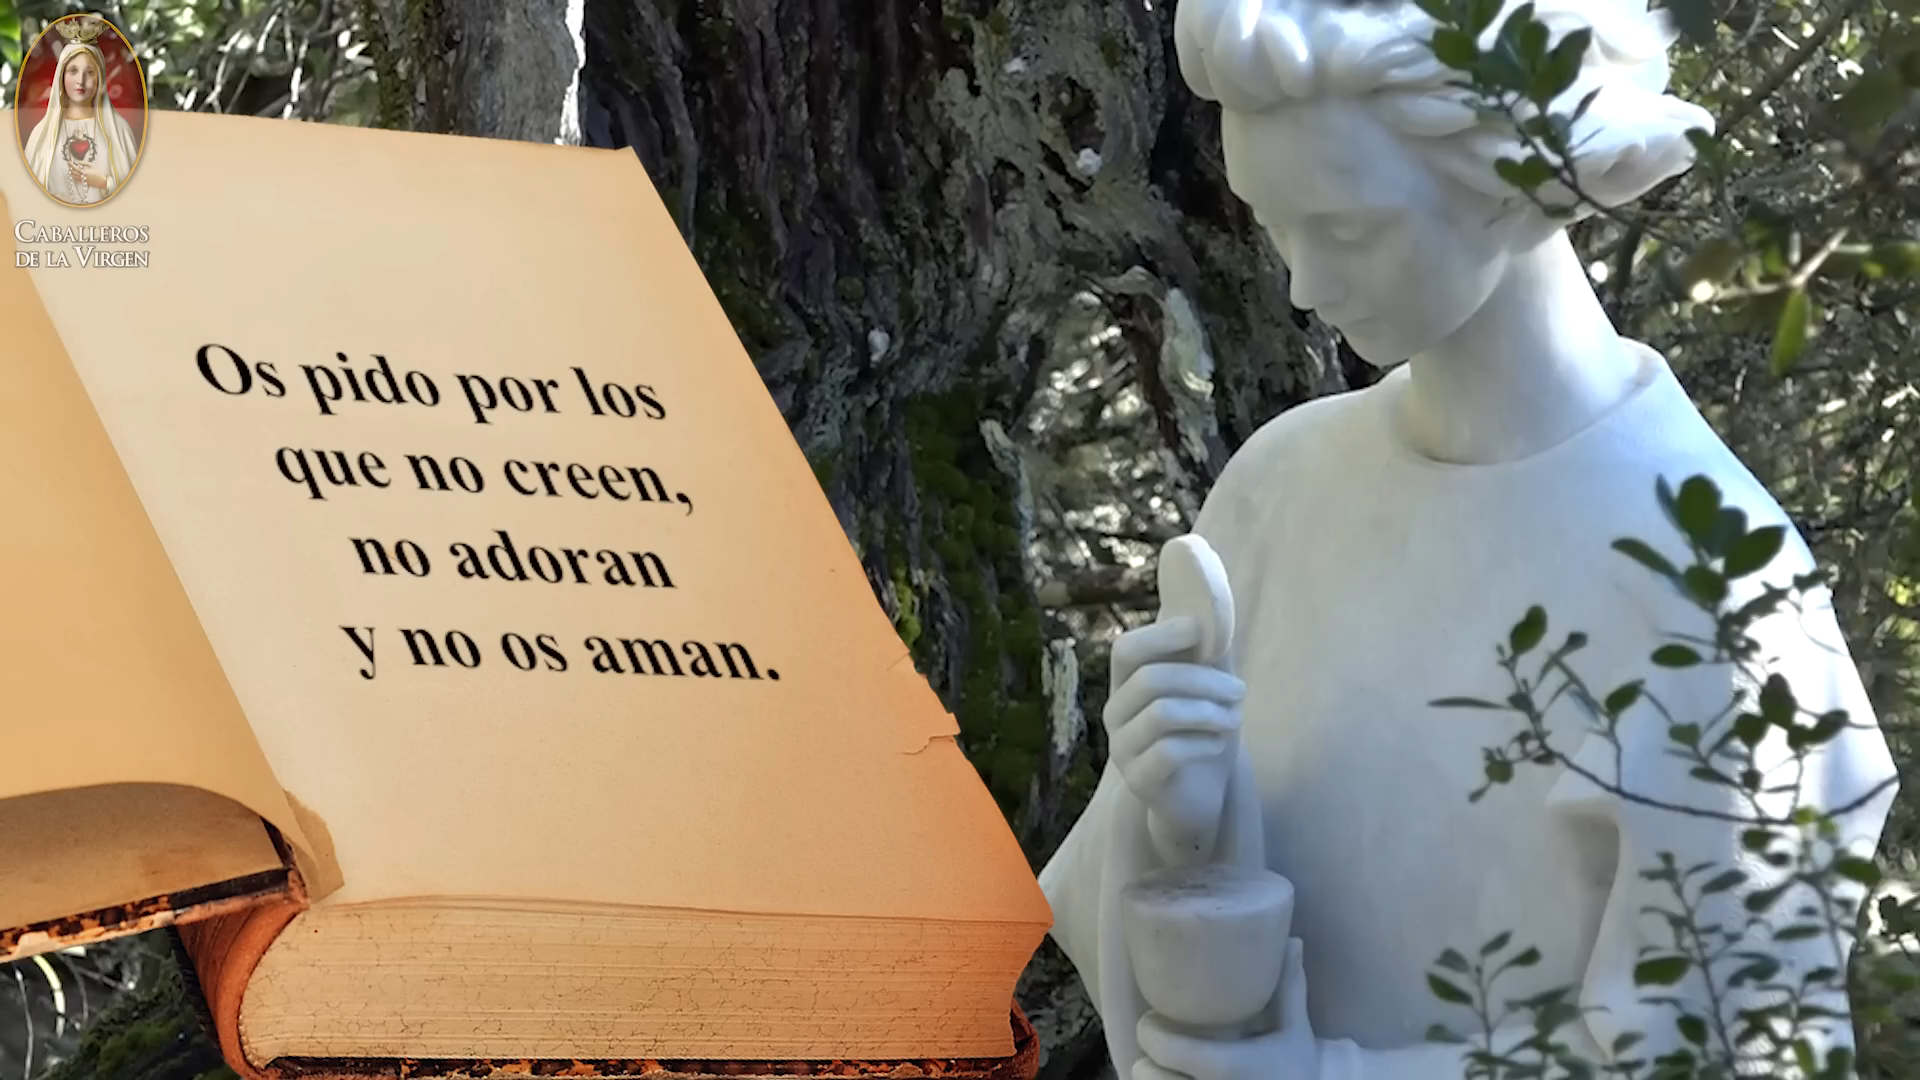 CABALLEROS
DE LA VIRGEN
Os pido por los
que no creen,
no adoran
y no os aman.